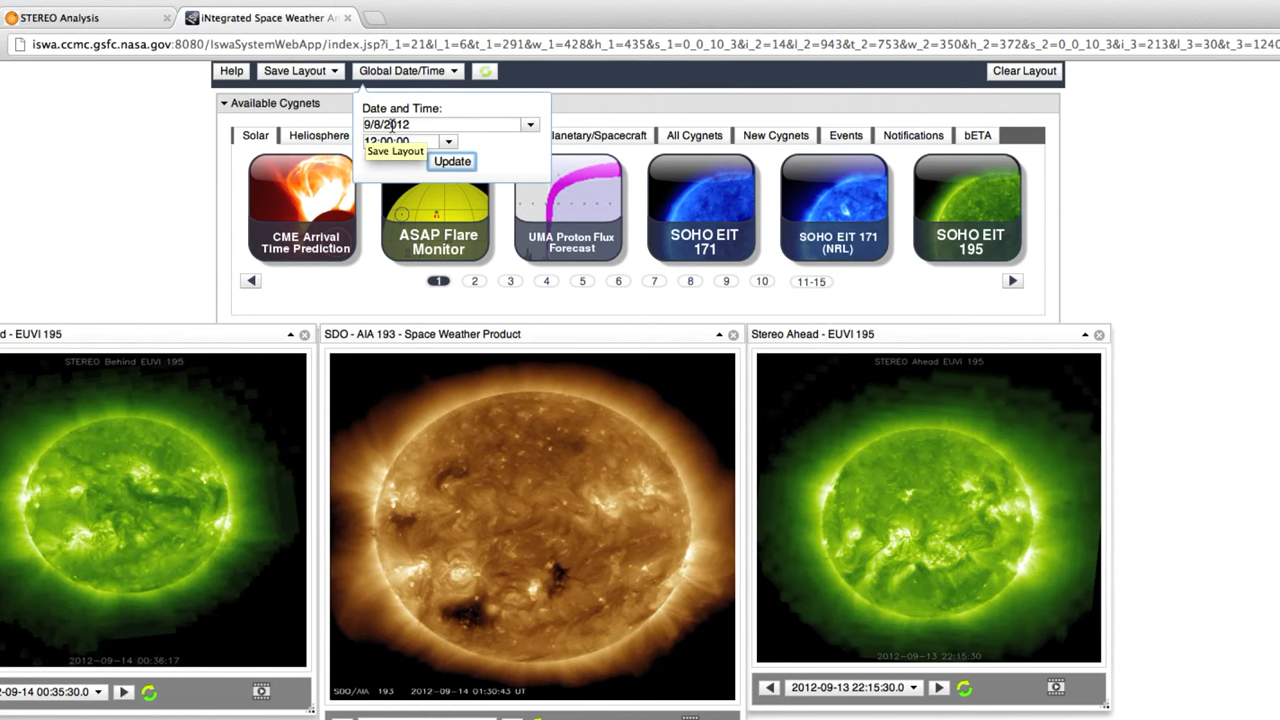 STEREO Analysis
iNtegrated Space Weather An
iswa.ccmc.gsfc.nasa.gov:8080/IswaSystemWebApp/index.jsp?i_1=21&l_1=6&t_1=291&w_1=428&h_1=435&s_1=0_0_10_3&i_2=14&l_2=943&t_2=753&w_2=350&h_2=372&s_2=0_0_10_3&i_3=213&l_3=30&t_3=1240
Help Save Layout Global Date/Time Clear Layout
Available Cygnets
Date and Time:
9/8/2012
12:00:00
Save Layout
Update
Solar Heliosphere lanetary/Spacecraft All Cygnets New Cygnets Events Notifications bETA
CME Arrival
Time Prediction
ASAP Flare
Monitor
UMA Proton Flux
Forecast
SOHO EIT
171
SOHO EIT 171
(NRL)
SOHO EIT
195
1 2 3 4 5 6 7 8 9 10 11-15
d - EUVI 195
STEREO Behind EUVI 195
2012-09-14 00:36:17
-09-14 00:35:30.0
SDO - AIA 193 - Space Weather Product
SDO/AIA 193 2012-09-14 01:30:43 UT
Stereo Ahead - EUVI 195
STEREO Ahead EUVI 195
2012-09-13 22:15:30
2012-09-13 22:15:30.0